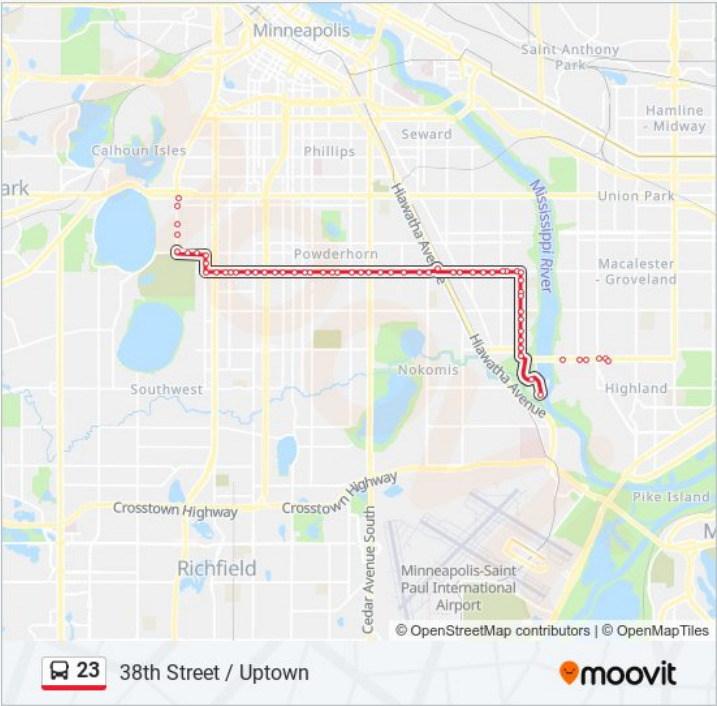 Minneapolis
Saint Anthony
Park
Hamline
- Midway
Seward
Calhoun Isles
Phillips
ark
Union Park
Hiawatha Avenue
Mississippi River
Powderhorn
Macalester
- Groveland
Hiawatha Avenue
Nokomis
Southwest
Highland
Crosstown Highway
Crosstown Highway
Pike Island
Cedar Avenue South
Richfield
M
Minneapolis-Saint
Paul International
Airport
© OpenStreetMap contributors | © OpenMapTiles
23
38th Street / Uptown
moovit